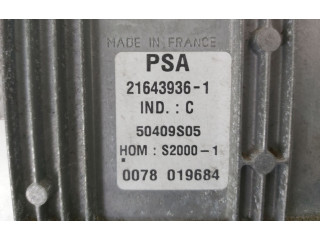 MADE IN FRANCE
PSA
21643936-1
IND. : C
50409S05
HOM : S2000-1
0078 019684